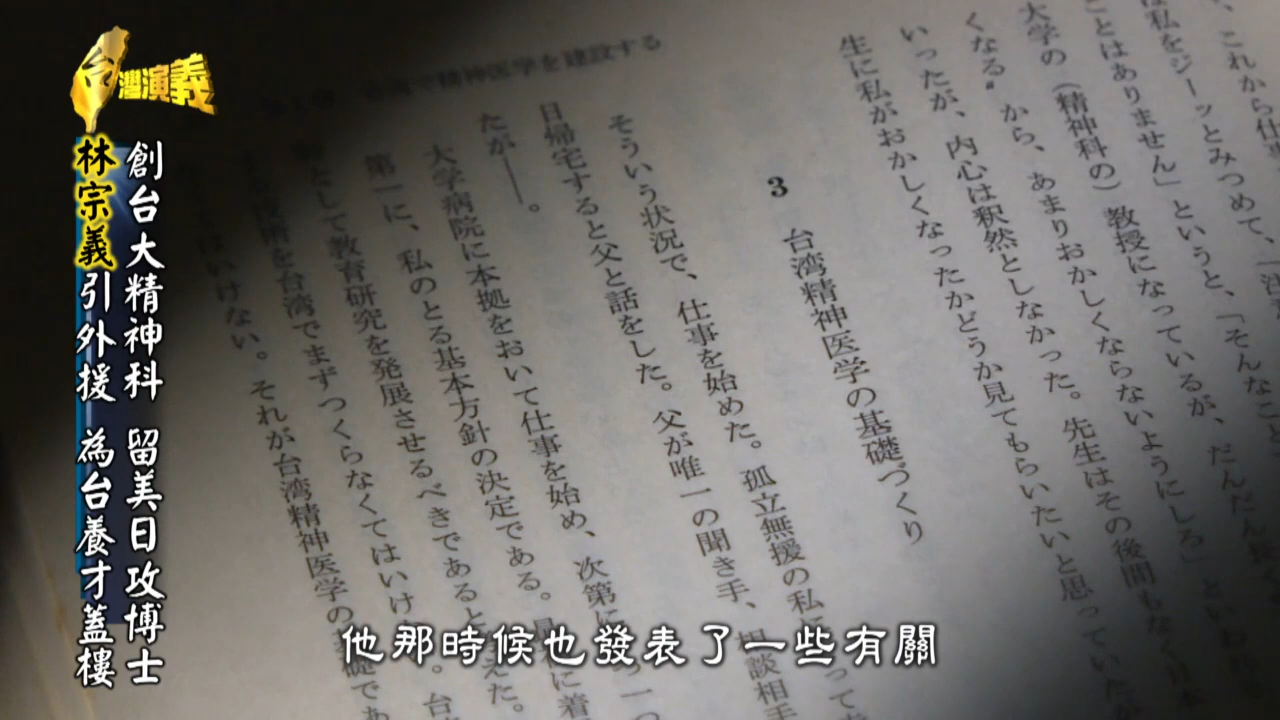 台灣演義
創台大精神科 留美日攻博士
林宗義引外援 為台養才蓋樓
、これから仕
は私をジーッとみつめて、「
ことはありません」というと、「そんなこと
大学の（精神科の）教授になっているが、だんだん
くなる〟から、あまりおかしくならないようにしろ」といわれ
いったが、内心は釈然としなかった。先生はその後間もなく
生に私がおかしくなったかどうか見てもらいたいと思っていた
3 台湾精神医学の基礎づくり
そういう状況で、仕事を始めた。孤立無援の私に
日帰宅すると父と話をした。父が唯一の聞き手、相談相手
たが――。
大学病院に本拠をおいて仕事を始め、次第に
第一に、私のとる基本方針の決定である。
として教育研究を発展させるべきであると
を台湾でまずつくらなくてはいけ
はいけない。それが台湾精神医学の基礎であ
精神医学を建設する
他那時候也發表了一些有關